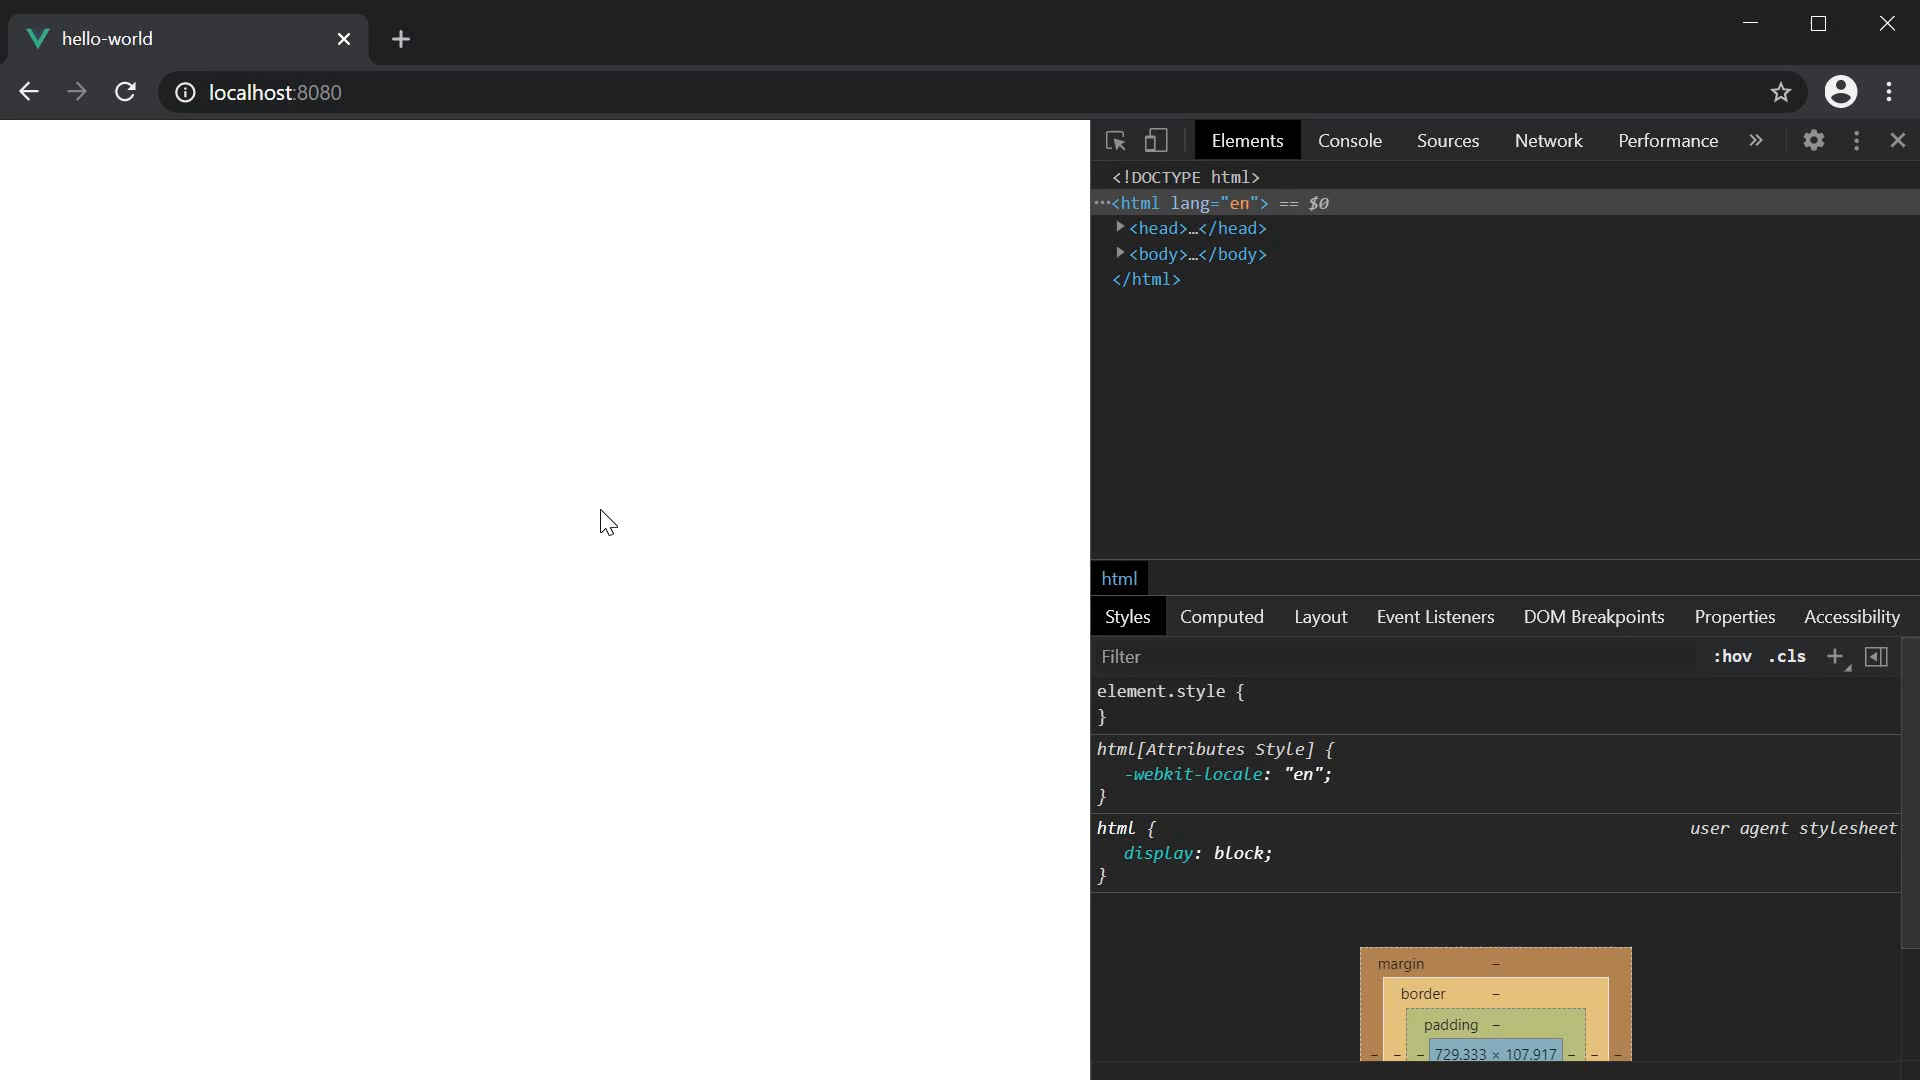 hello-world
localhost:8080
Elements Console Sources Network Performance
<!DOCTYPE html>
<html lang="en"> == $0
<head>…</head>
<body>…</body>
</html>
html
Styles Computed Layout Event Listeners DOM Breakpoints Properties Accessibility
Filter :hov .cls
element.style {
}
html[Attributes Style] {
-webkit-locale: "en";
}
html { user agent stylesheet
display: block;
}
margin –
border –
padding –
– – – 729.333 × 107.917 – – –